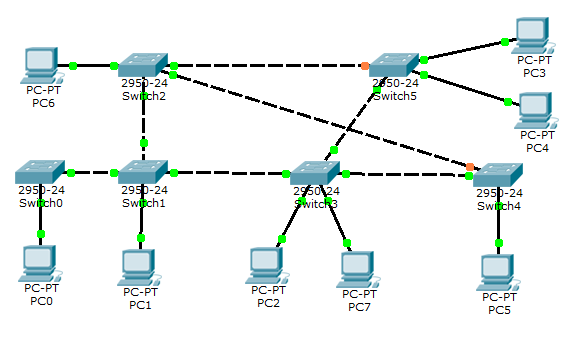 PC-PT
PC6
2950-24
Switch2
2950-24
Switch5
PC-PT
PC3
PC-PT
PC4
2950-24
Switch0
2950-24
Switch1
2950-24
Switch3
2950-24
Switch4
PC-PT
PC0
PC-PT
PC1
PC-PT
PC2
PC-PT
PC7
PC-PT
PC5